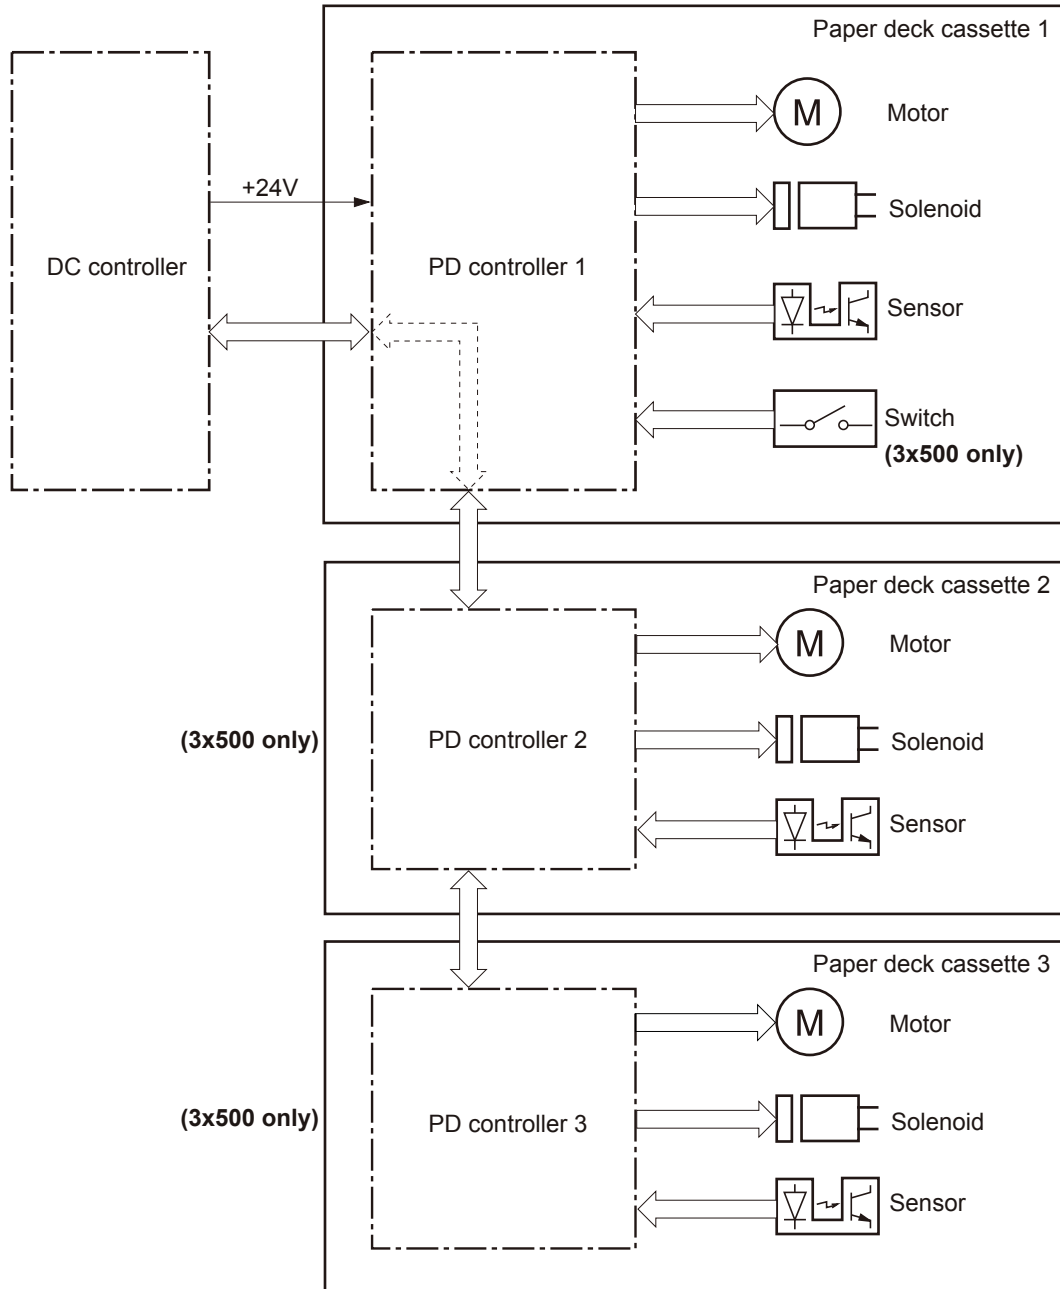 Paper deck cassette 1
M
Motor
+24V
Solenoid
DC controller
PD controller 1
Sensor
Switch
(3x500 only)
Paper deck cassette 2
M
Motor
(3x500 only)
PD controller 2
Solenoid
Sensor
Paper deck cassette 3
M
Motor
(3x500 only)
PD controller 3
Solenoid
Sensor